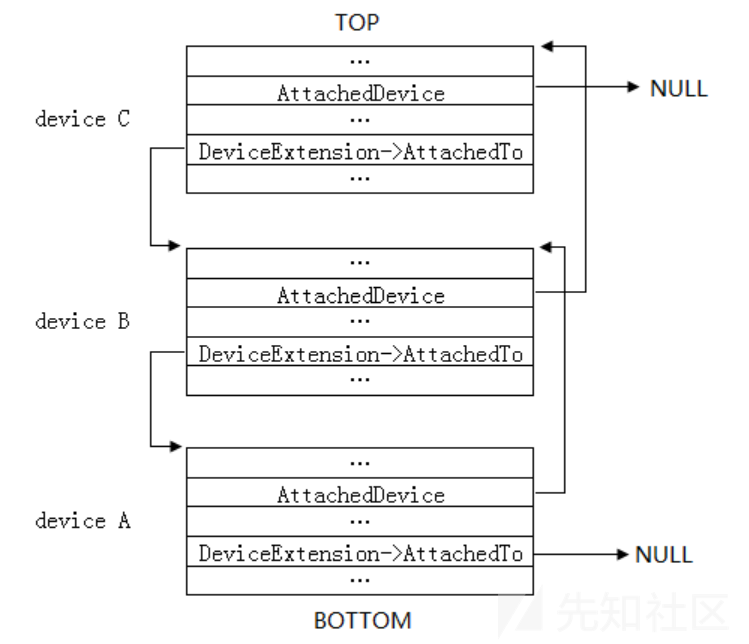 TOP
...
AttachedDevice
NULL
device C
...
DeviceExtension->AttachedTo
...
...
AttachedDevice
device B
...
DeviceExtension->AttachedTo
...
...
AttachedDevice
device A
...
DeviceExtension->AttachedTo
NULL
...
BOTTOM
先知社区